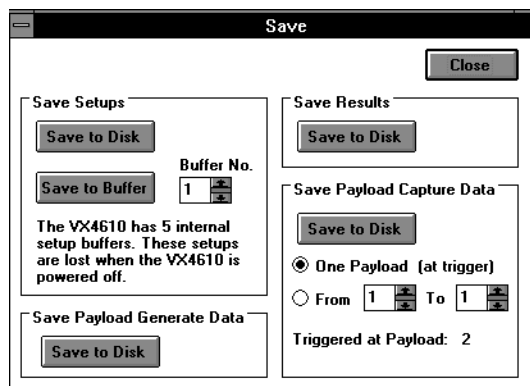 Save
Close
Save Setups
Save to Disk
Save to Buffer
Buffer No.
1
The VX4610 has 5 internal
setup buffers. These setups
are lost when the VX4610 is
powered off.
Save Payload Generate Data
Save to Disk
Save Results
Save to Disk
Save Payload Capture Data
Save to Disk
One Payload (at trigger)
From 1 To 1
Triggered at Payload: 2